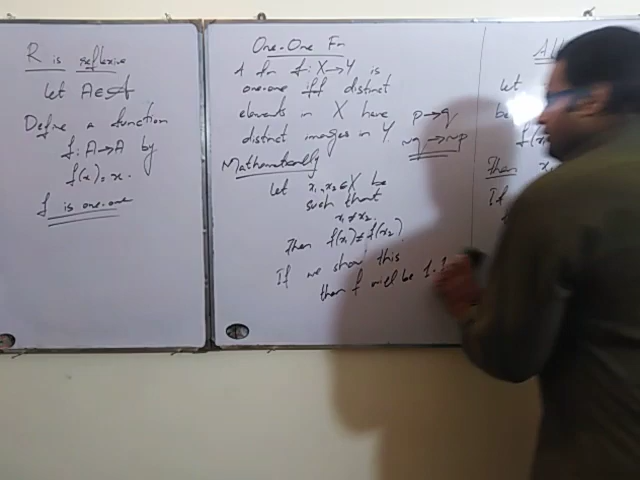 R is reflexive
Let A∈
Define a function
f: A→A by
f(x) = x.
f is one-one
One-One Fn
A fn f: X→Y is
one-one iff distinct
elements in X have
distinct images in Y.
p→q
~q→~p
Mathematically
Let x₁, x₂ ∈ X be
such that
x₁ ≠ x₂.
Then f(x₁) ≠ f(x₂)
If we show this
then f will be 1-1
Let
be
Then
If